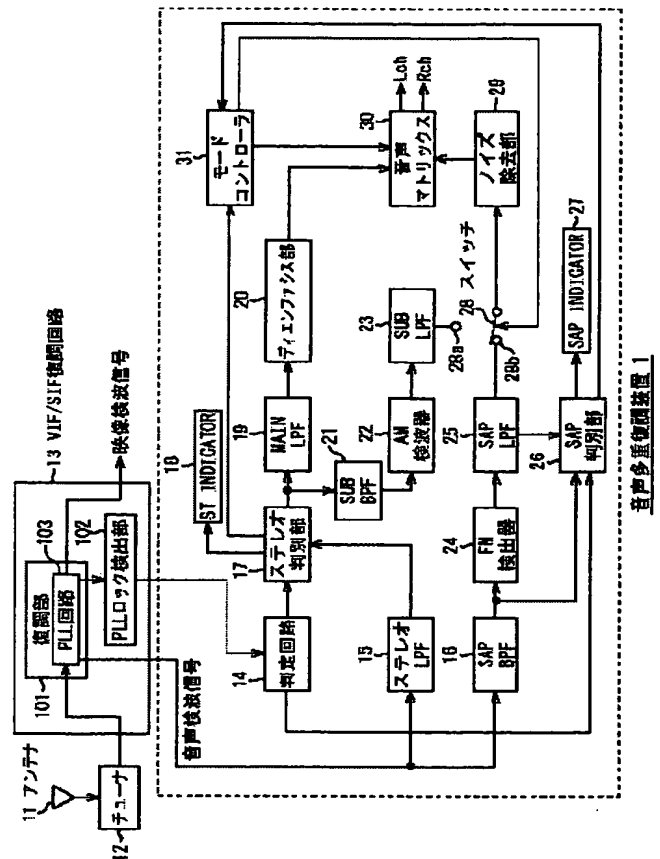 11 アンテナ
12
チューナ
13 VIF/SIF復調回路
101
復調部
103
PLL回路
102
PLLロック検出部
映像検波信号
音声検波信号
14
判定回路
15
ステレオ
LPF
16
SAP
BPF
17
ステレオ
判別部
18
ST INDICATOR
19
MAIN
LPF
20
ディエンファシス部
21
SUB
BPF
22
AM
検波器
23
SUB
LPF
24
FM
検出器
25
SAP
LPF
26
SAP
判別部
27
SAP INDICATOR
28 スイッチ
28a
28b
29
ノイズ
除去部
30
音声
マトリックス
Lch
Rch
31
モード
コントローラ
音声多重復調装置 1